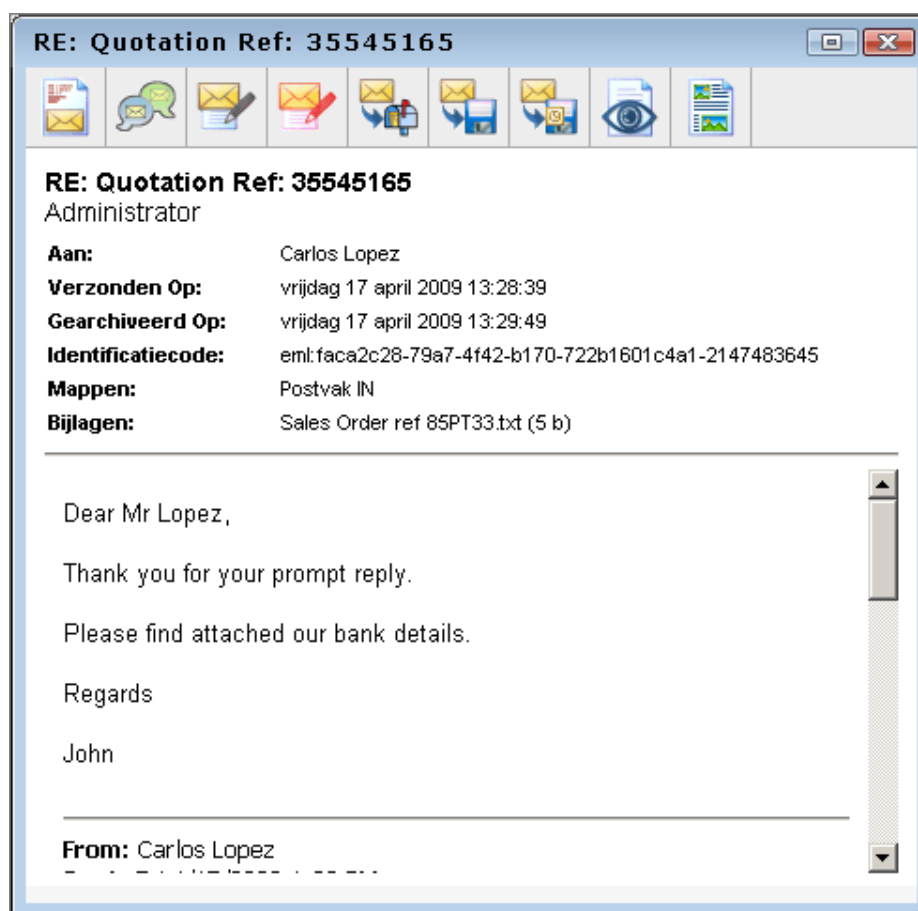 RE: Quotation Ref: 35545165
RE: Quotation Ref: 35545165
Administrator
Aan: Carlos Lopez
Verzonden Op: vrijdag 17 april 2009 13:28:39
Gearchiveerd Op: vrijdag 17 april 2009 13:29:49
Identificatiecode: eml:faca2c28-79a7-4f42-b170-722b1601c4a1-2147483645
Mappen: Postvak IN
Bijlagen: Sales Order ref 85PT33.txt (5 b)
Dear Mr Lopez,
Thank you for your prompt reply.
Please find attached our bank details.
Regards
John
From: Carlos Lopez